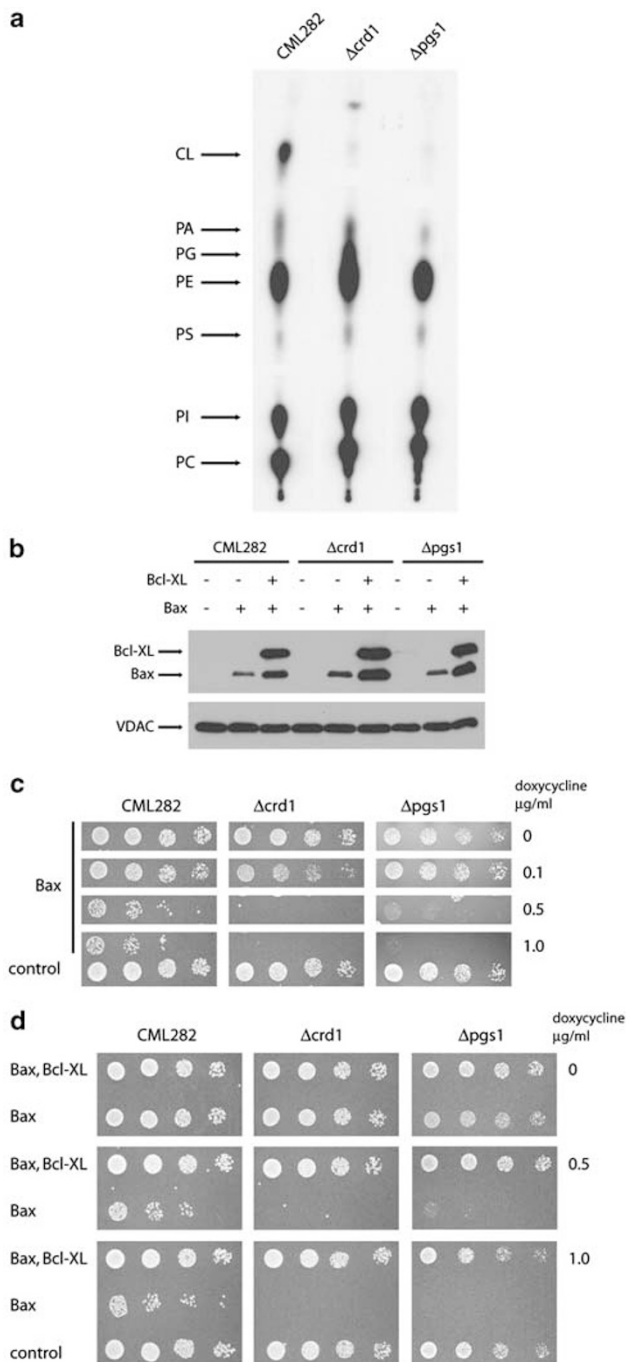 a
CML282 Δcrd1 Δpgs1
CL
PA
PG
PE
PS
PI
PC
b
CML282 Δcrd1 Δpgs1
Bcl-XL - - + - - + - - +
Bax - + + - + + - + +
Bcl-XL
Bax
VDAC
c
CML282 Δcrd1 Δpgs1 doxycycline
μg/ml
0
Bax
0.1
0.5
1.0
control
d
CML282 Δcrd1 Δpgs1 doxycycline
μg/ml
Bax, Bcl-XL 0
Bax
Bax, Bcl-XL 0.5
Bax
Bax, Bcl-XL 1.0
Bax
control